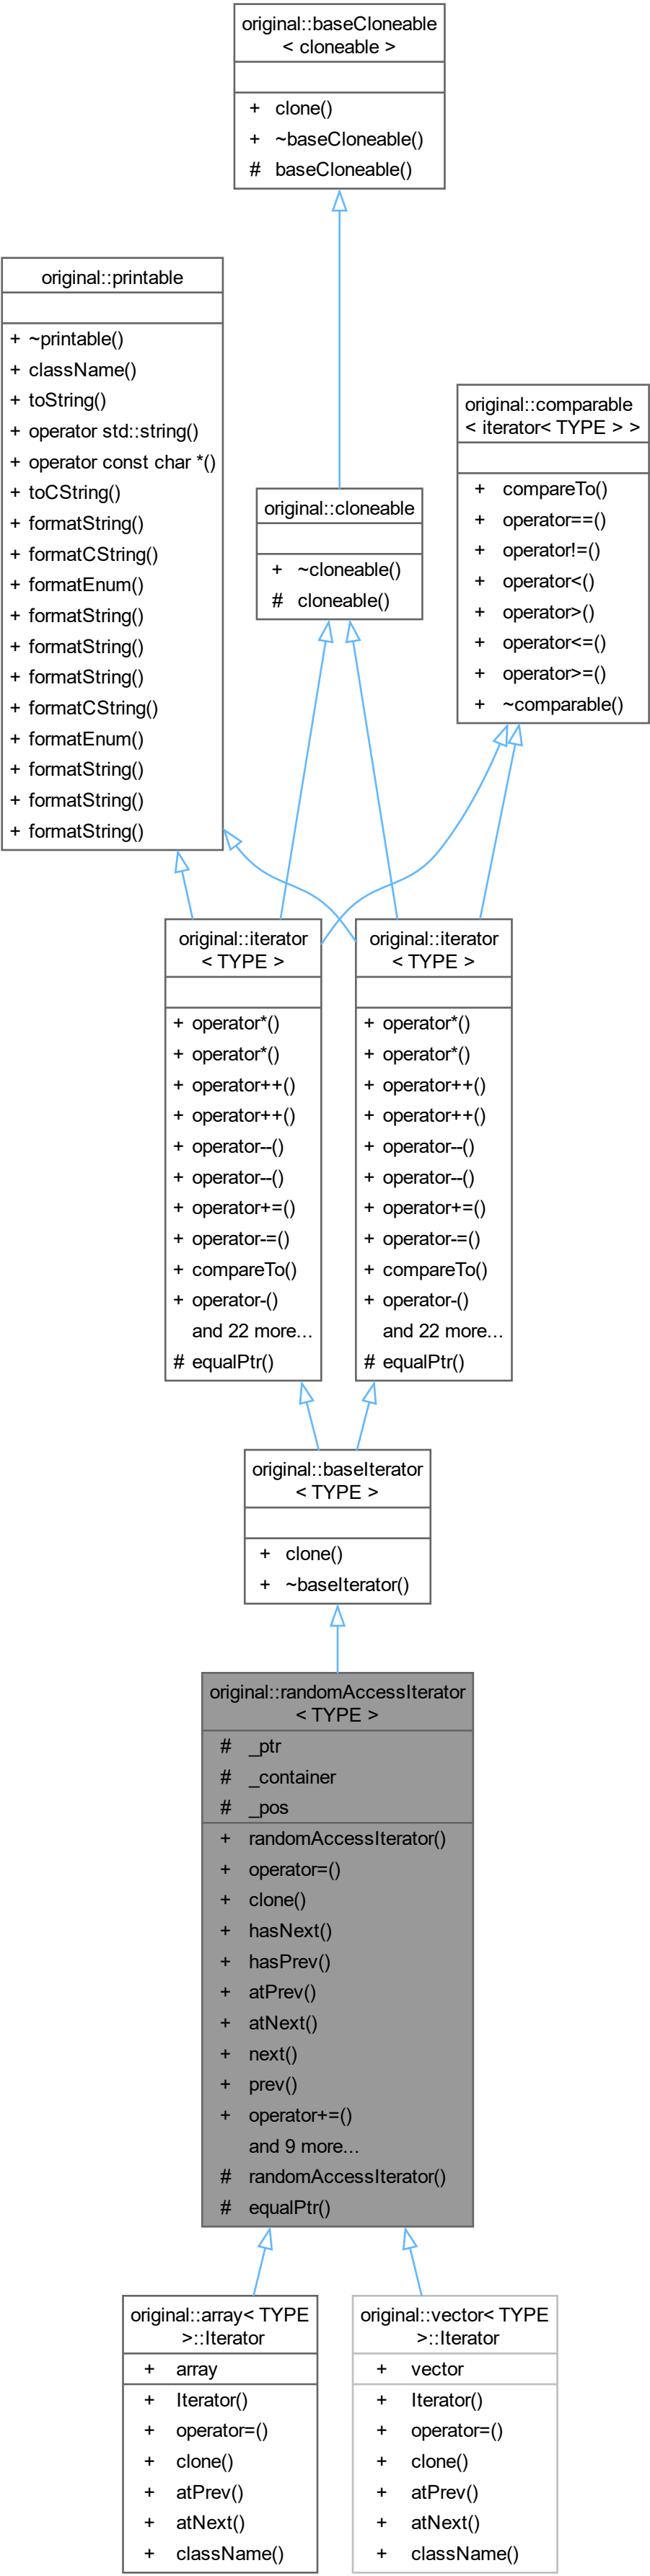 original::baseCloneable
< cloneable >
+ clone()
+ ~baseCloneable()
# baseCloneable()
original::printable
+ ~printable()
+ className()
+ toString()
+ operator std::string()
+ operator const char *()
+ toCString()
+ formatString()
+ formatCString()
+ formatEnum()
+ formatString()
+ formatString()
+ formatString()
+ formatCString()
+ formatEnum()
+ formatString()
+ formatString()
+ formatString()
original::cloneable
+ ~cloneable()
# cloneable()
original::comparable
< iterator< TYPE > >
+ compareTo()
+ operator==()
+ operator!=()
+ operator<()
+ operator>()
+ operator<=()
+ operator>=()
+ ~comparable()
original::iterator
< TYPE >
+ operator*()
+ operator*()
+ operator++()
+ operator++()
+ operator--()
+ operator--()
+ operator+=()
+ operator-=()
+ compareTo()
+ operator-()
and 22 more...
# equalPtr()
original::iterator
< TYPE >
+ operator*()
+ operator*()
+ operator++()
+ operator++()
+ operator--()
+ operator--()
+ operator+=()
+ operator-=()
+ compareTo()
+ operator-()
and 22 more...
# equalPtr()
original::baseIterator
< TYPE >
+ clone()
+ ~baseIterator()
original::randomAccessIterator
< TYPE >
# _ptr
# _container
# _pos
+ randomAccessIterator()
+ operator=()
+ clone()
+ hasNext()
+ hasPrev()
+ atPrev()
+ atNext()
+ next()
+ prev()
+ operator+=()
and 9 more...
# randomAccessIterator()
# equalPtr()
original::array< TYPE
>::Iterator
+ array
+ Iterator()
+ operator=()
+ clone()
+ atPrev()
+ atNext()
+ className()
original::vector< TYPE
>::Iterator
+ vector
+ Iterator()
+ operator=()
+ clone()
+ atPrev()
+ atNext()
+ className()